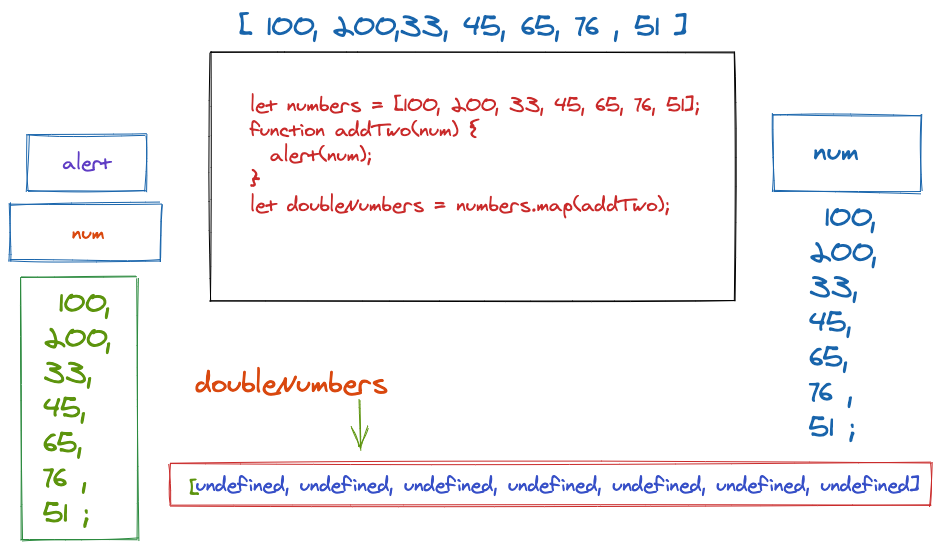 [ 100, 200,33, 45, 65, 76 , 51 ]
let numbers = [100, 200, 33, 45, 65, 76, 51];
function addTwo(num) {
alert(num);
}
let doubleNumbers = numbers.map(addTwo);
alert
num
100,
200,
33,
45,
65,
76 ,
51 ;
num
100,
200,
33,
45,
65,
76 ,
51 ;
doubleNumbers
[undefined, undefined, undefined, undefined, undefined, undefined, undefined]